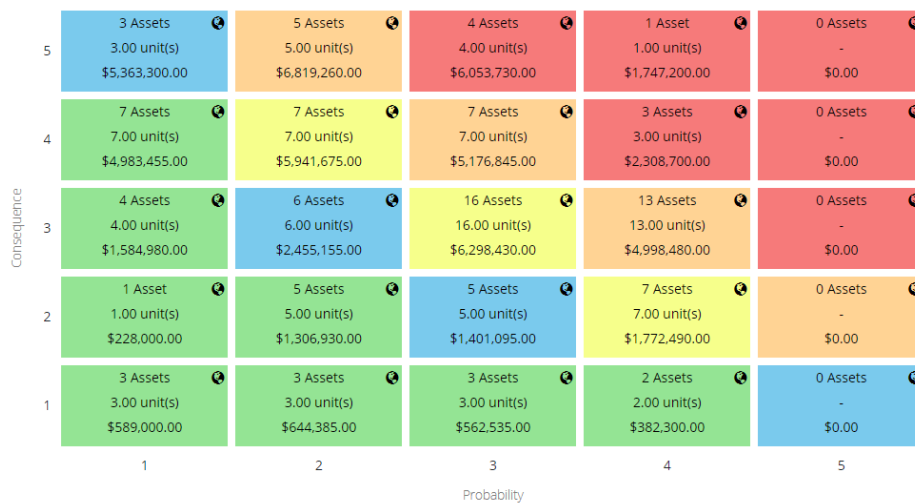 5
3 Assets
3.00 unit(s)
$5,363,300.00
5 Assets
5.00 unit(s)
$6,819,260.00
4 Assets
4.00 unit(s)
$6,053,730.00
1 Asset
1.00 unit(s)
$1,747,200.00
0 Assets
-
$0.00
4
7 Assets
7.00 unit(s)
$4,983,455.00
7 Assets
7.00 unit(s)
$5,941,675.00
7 Assets
7.00 unit(s)
$5,176,845.00
3 Assets
3.00 unit(s)
$2,308,700.00
0 Assets
-
$0.00
Consequence
3
4 Assets
4.00 unit(s)
$1,584,980.00
6 Assets
6.00 unit(s)
$2,455,155.00
16 Assets
16.00 unit(s)
$6,298,430.00
13 Assets
13.00 unit(s)
$4,998,480.00
0 Assets
-
$0.00
2
1 Asset
1.00 unit(s)
$228,000.00
5 Assets
5.00 unit(s)
$1,306,930.00
5 Assets
5.00 unit(s)
$1,401,095.00
7 Assets
7.00 unit(s)
$1,772,490.00
0 Assets
-
$0.00
1
3 Assets
3.00 unit(s)
$589,000.00
3 Assets
3.00 unit(s)
$644,385.00
3 Assets
3.00 unit(s)
$562,535.00
2 Assets
2.00 unit(s)
$382,300.00
0 Assets
-
$0.00
1 2 3 4 5
Probability